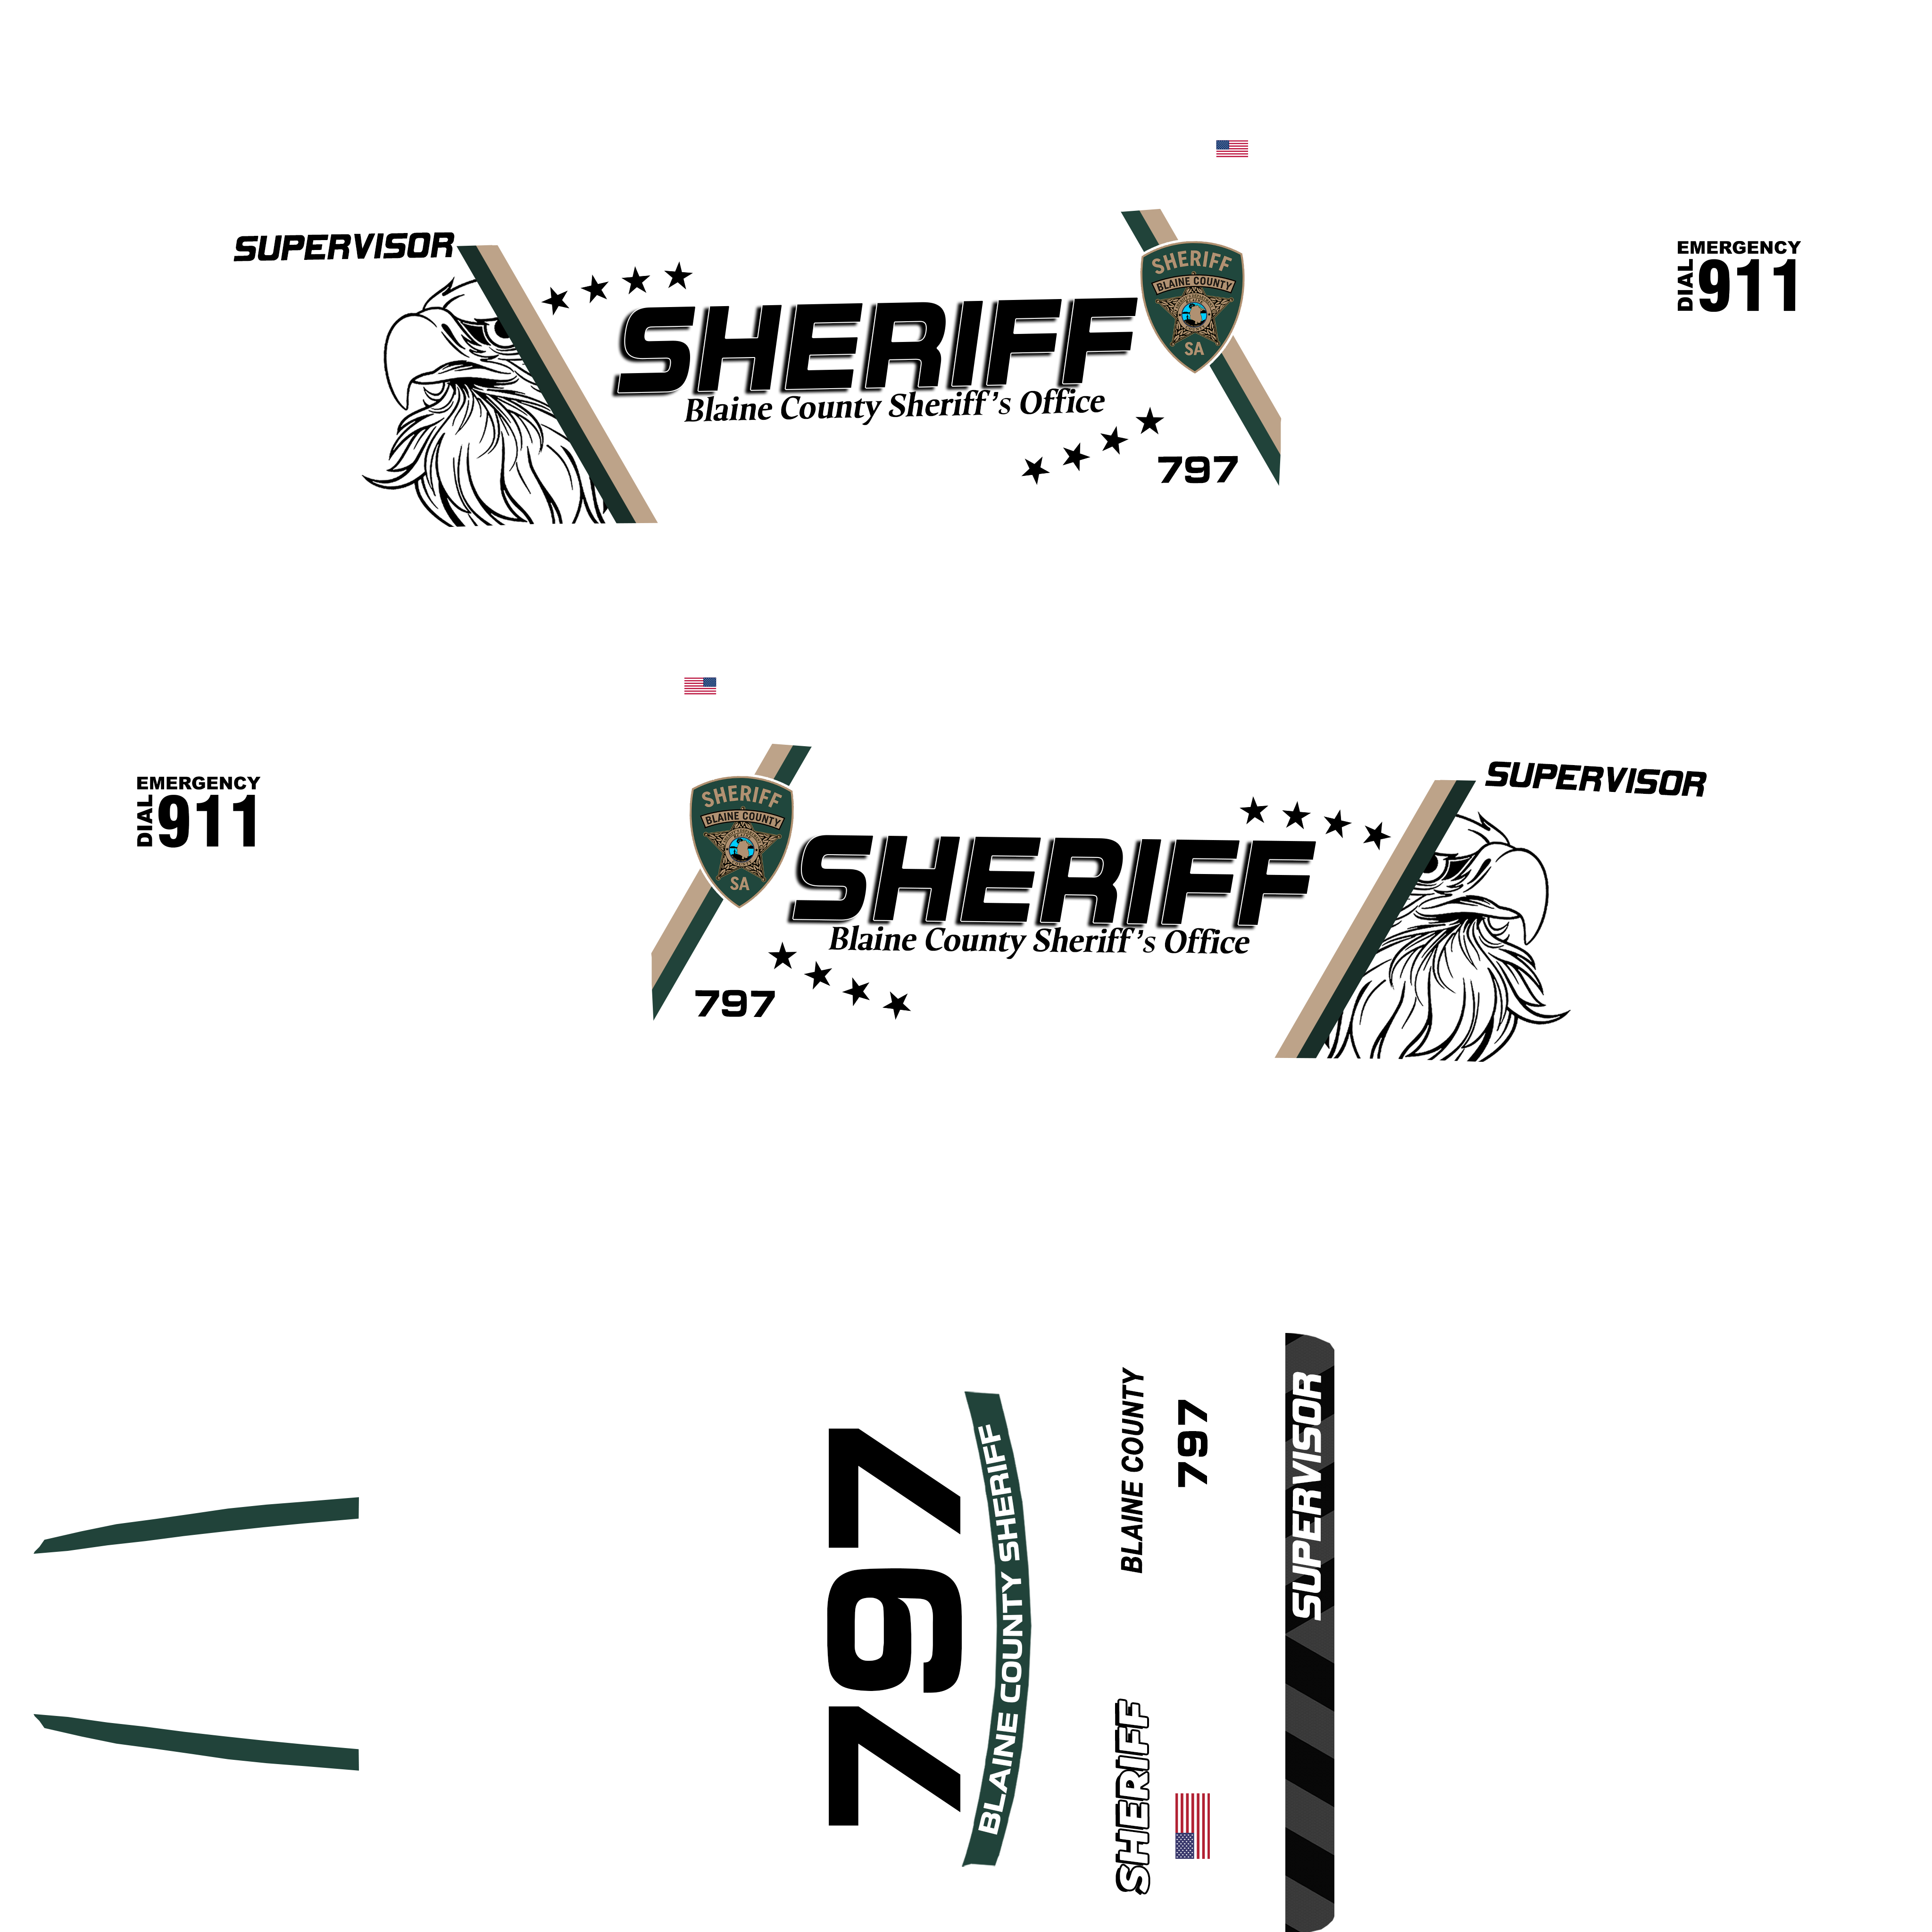 SUPERVISOR
SHERIFF
Blaine County Sheriff's Office
797
SHERIFF
BLAINE COUNTY
SA
EMERGENCY
DIAL
911
EMERGENCY
DIAL
911
SHERIFF
BLAINE COUNTY
SA
SHERIFF
Blaine County Sheriff's Office
797
SUPERVISOR
797
BLAINE COUNTY SHERIFF
BLAINE COUNTY
797
SHERIFF
SUPERVISOR